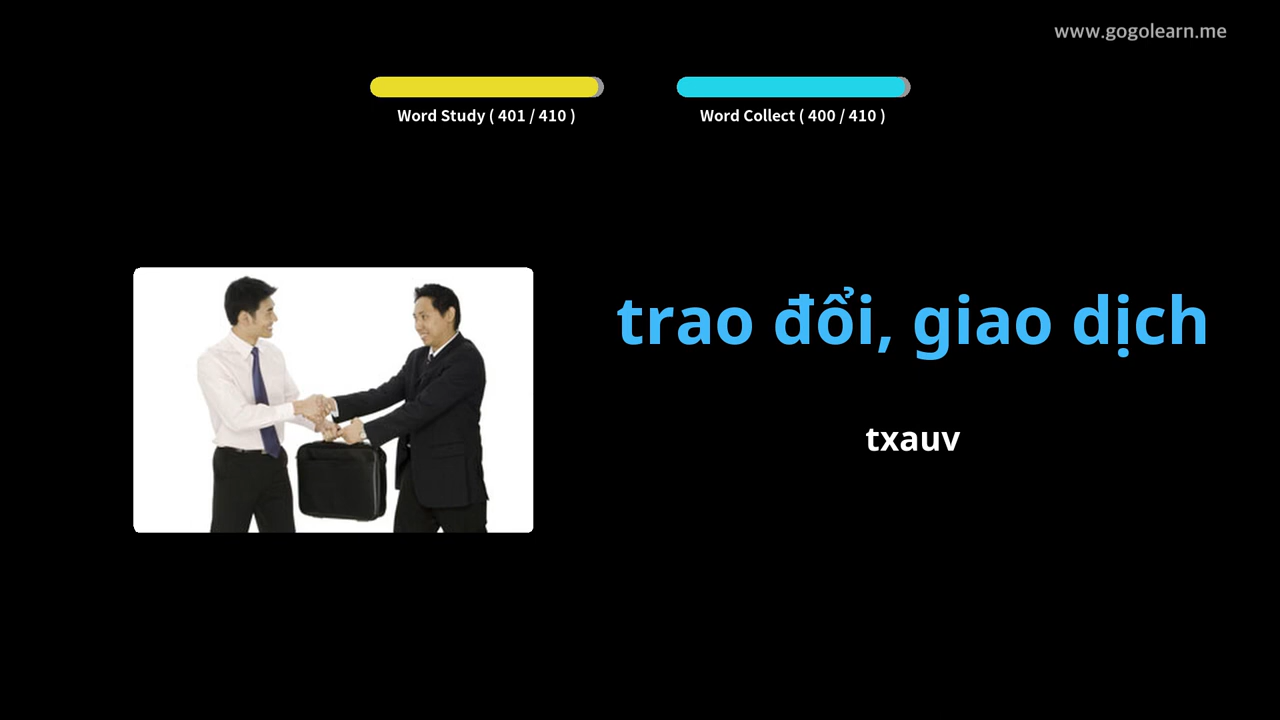 www.gogolearn.me
Word Study ( 401 / 410 )
Word Collect ( 400 / 410 )
trao đổi, giao dịch
txauv